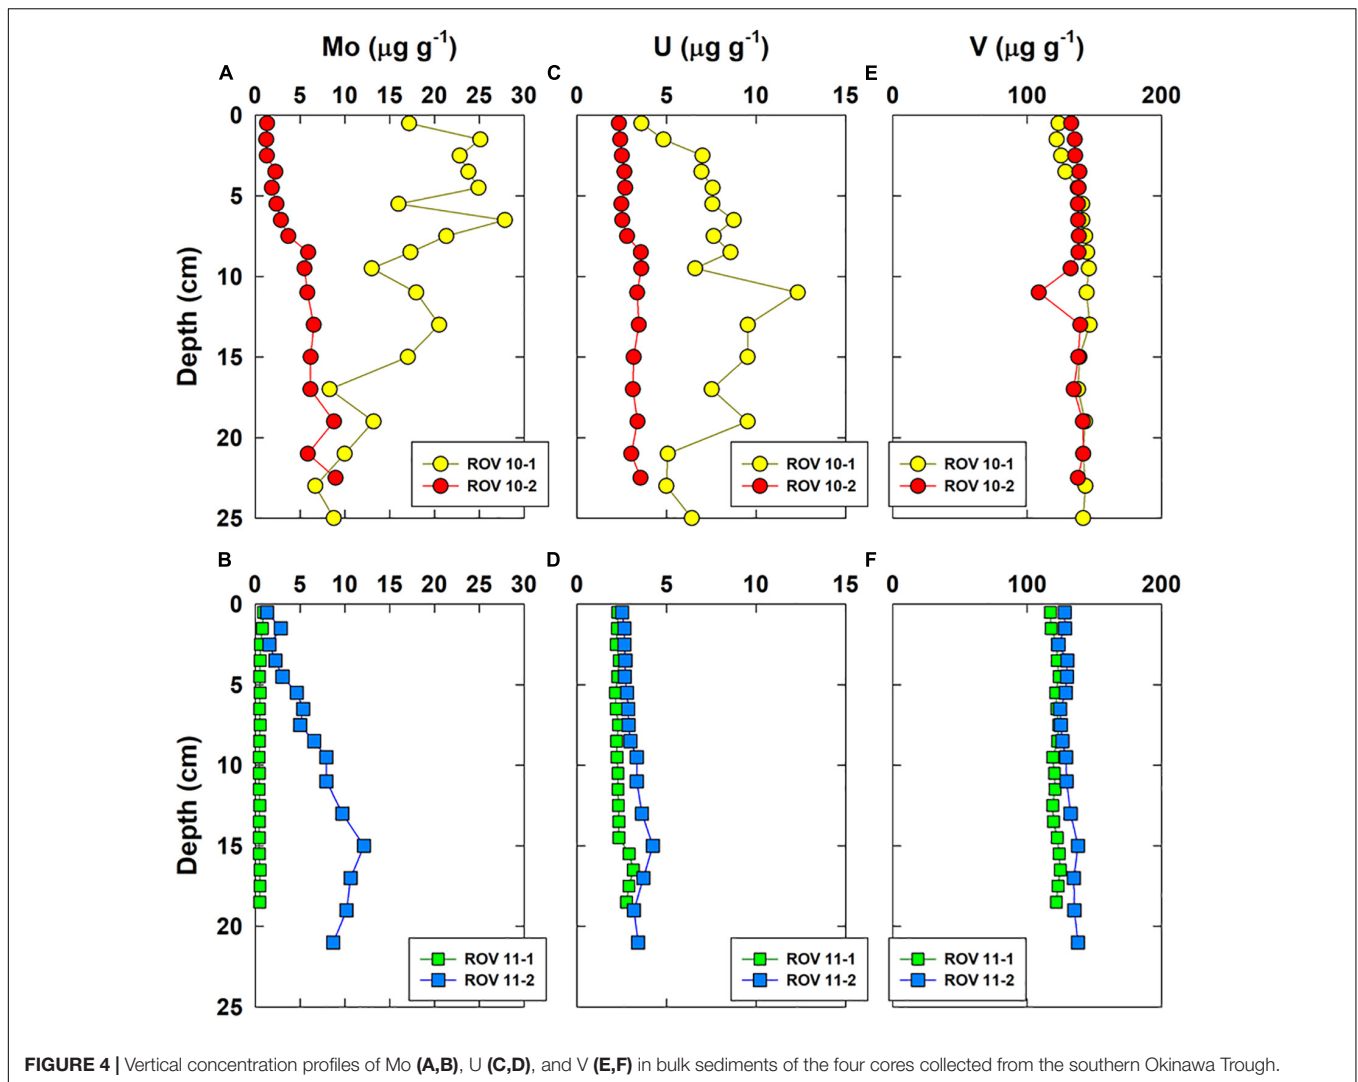 Mo (μg g⁻¹) U (μg g⁻¹) V (μg g⁻¹)
A C E
0 5 10 15 20 25 30 0 5 10 15 0 100 200
0
5
10
15
20
25
Depth (cm)
ROV 10-1
ROV 10-2
ROV 10-1
ROV 10-2
ROV 10-1
ROV 10-2
B D F
0 5 10 15 20 25 30 0 5 10 15 0 100 200
0
5
10
15
20
25
Depth (cm)
ROV 11-1
ROV 11-2
ROV 11-1
ROV 11-2
ROV 11-1
ROV 11-2
FIGURE 4 | Vertical concentration profiles of Mo (A,B), U (C,D), and V (E,F) in bulk sediments of the four cores collected from the southern Okinawa Trough.